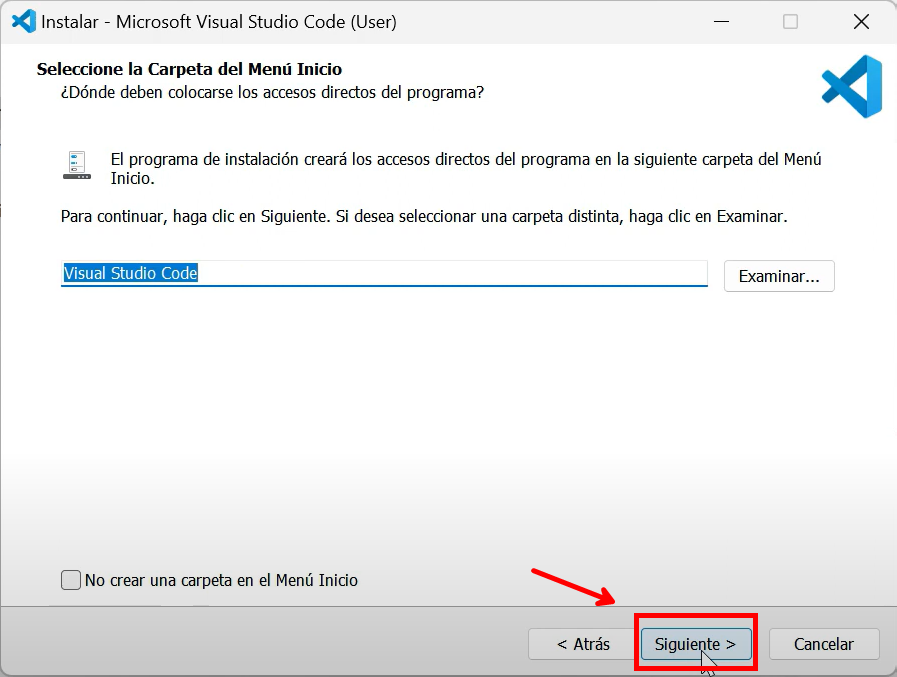 Instalar - Microsoft Visual Studio Code (User)
Seleccione la Carpeta del Menú Inicio
¿Dónde deben colocarse los accesos directos del programa?
El programa de instalación creará los accesos directos del programa en la siguiente carpeta del Menú
Inicio.
Para continuar, haga clic en Siguiente. Si desea seleccionar una carpeta distinta, haga clic en Examinar.
Visual Studio Code
Examinar...
No crear una carpeta en el Menú Inicio
< Atrás
Siguiente >
Cancelar